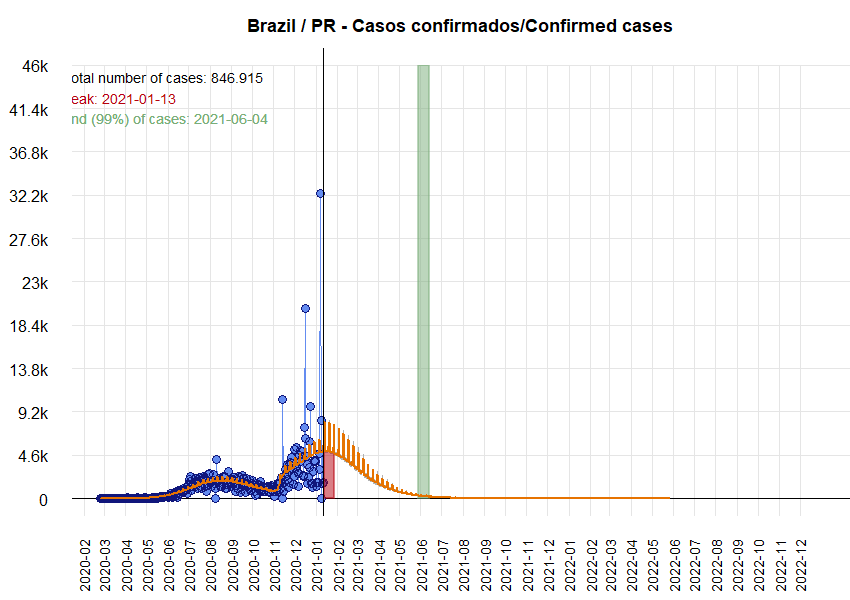 Brazil / PR - Casos confirmados/Confirmed cases
46k
otal number of cases: 846.915
eak: 2021-01-13
41.4k
nd (99%) of cases: 2021-06-04
36.8k
32.2k
27.6k
23k
18.4k
13.8k
9.2k
4.6k
0
2020-02
2020-03
2020-04
2020-05
2020-06
2020-07
2020-08
2020-09
2020-10
2020-11
2020-12
2021-01
2021-02
2021-03
2021-04
2021-05
2021-06
2021-07
2021-08
2021-09
2021-10
2021-11
2021-12
2022-01
2022-02
2022-03
2022-04
2022-05
2022-06
2022-07
2022-08
2022-09
2022-10
2022-11
2022-12